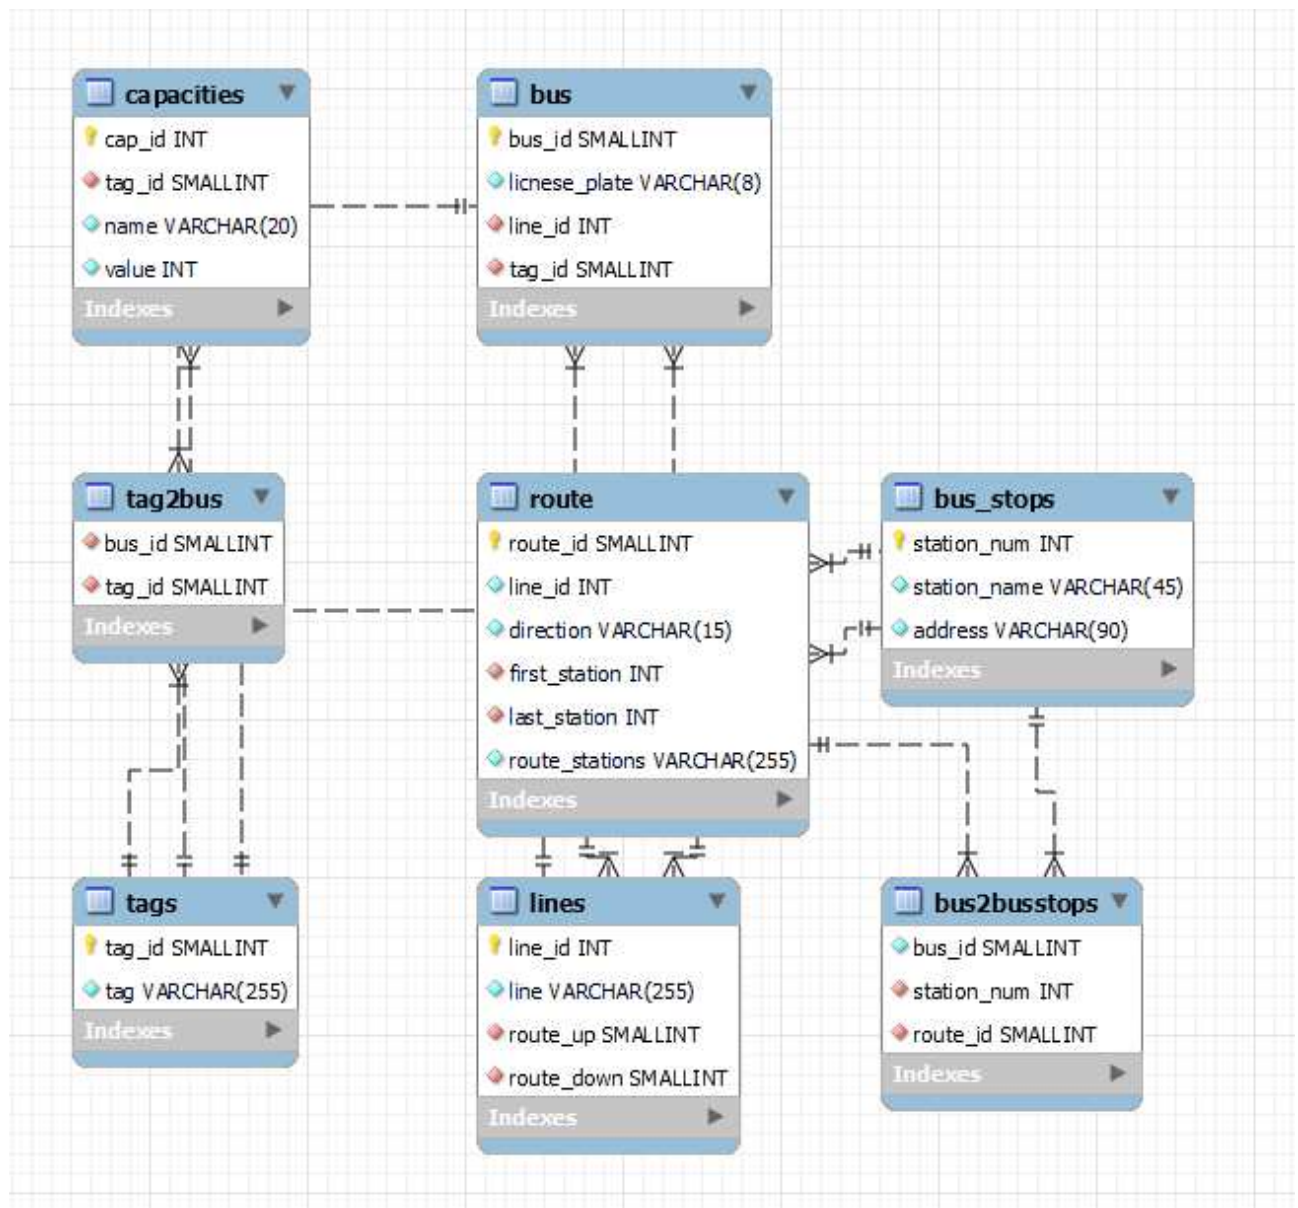 capacities
cap_id INT
tag_id SMALLINT
name VARCHAR(20)
value INT
Indexes
bus
bus_id SMALLINT
licnese_plate VARCHAR(8)
line_id INT
tag_id SMALLINT
Indexes
tag2bus
bus_id SMALLINT
tag_id SMALLINT
Indexes
route
route_id SMALLINT
line_id INT
direction VARCHAR(15)
first_station INT
last_station INT
route_stations VARCHAR(255)
Indexes
bus_stops
station_num INT
station_name VARCHAR(45)
address VARCHAR(90)
Indexes
tags
tag_id SMALLINT
tag VARCHAR(255)
Indexes
lines
line_id INT
line VARCHAR(255)
route_up SMALLINT
route_down SMALLINT
Indexes
bus2busstops
bus_id SMALLINT
station_num INT
route_id SMALLINT
Indexes